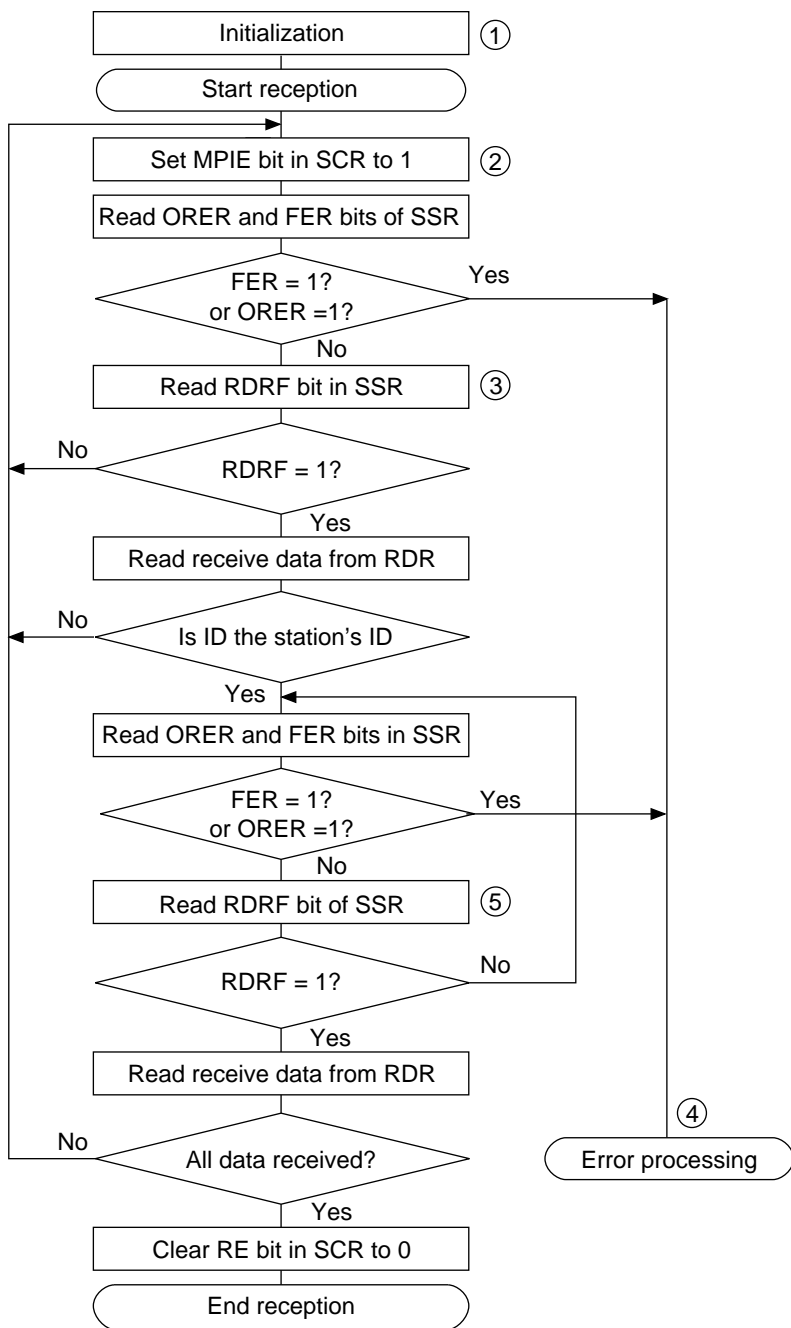 Initialization
①
Start reception
Set MPIE bit in SCR to 1
②
Read ORER and FER bits of SSR
FER = 1?
or ORER =1?
Yes
No
Read RDRF bit in SSR
③
No
RDRF = 1?
Yes
Read receive data from RDR
No
Is ID the station's ID
Yes
Read ORER and FER bits in SSR
FER = 1?
or ORER =1?
Yes
No
Read RDRF bit of SSR
⑤
RDRF = 1?
No
Yes
Read receive data from RDR
④
No
All data received?
Error processing
Yes
Clear RE bit in SCR to 0
End reception